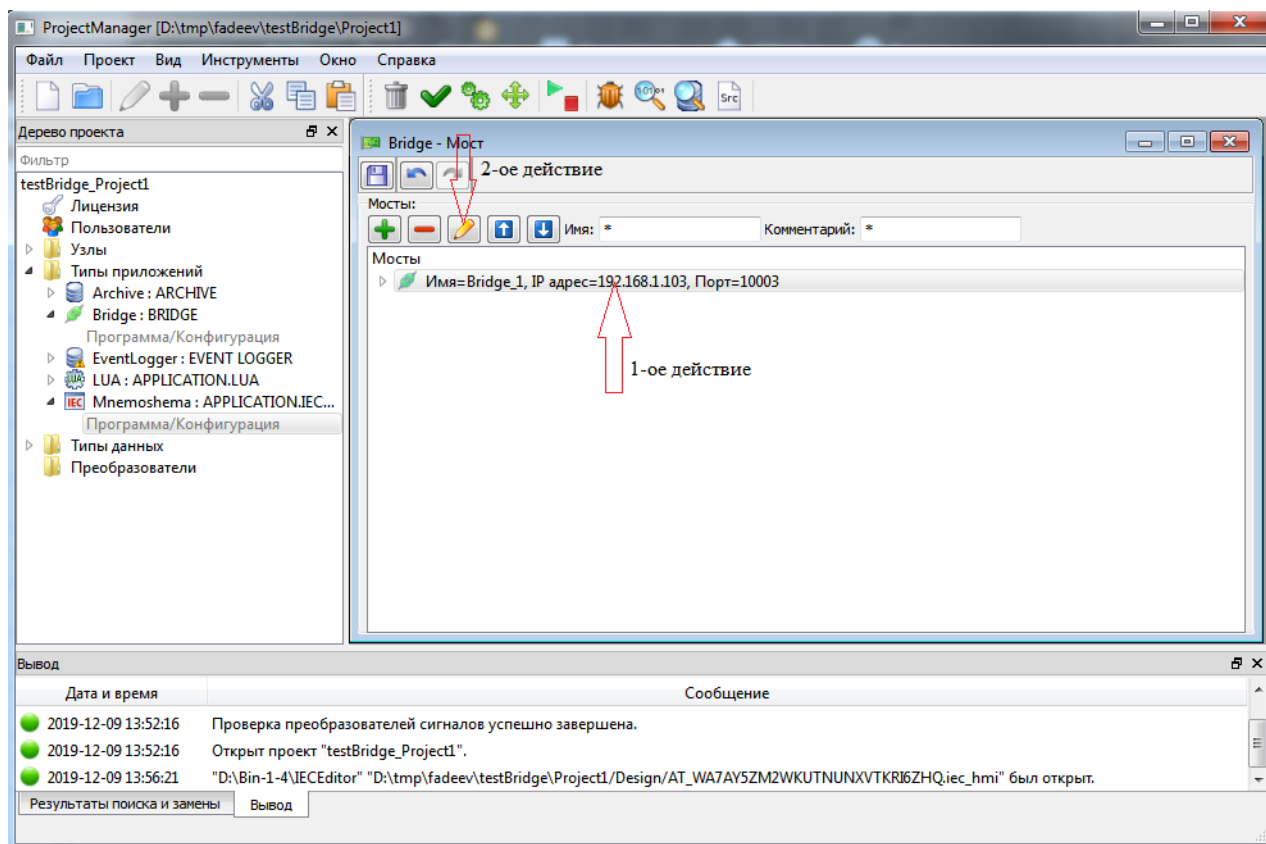 ProjectManager [D:\tmp\fadeev\testBridge\Project1]
Файл Проект Вид Инструменты Окно Справка
101 01
Src
Дерево проекта
Фильтр
testBridge_Project1
Лицензия
Пользователи
Узлы
Типы приложений
Archive : ARCHIVE
Bridge : BRIDGE
Программа/Конфигурация
EventLogger : EVENT LOGGER
LUA LUA : APPLICATION.LUA
IEC Mnemoshema : APPLICATION.IEC...
Программа/Конфигурация
Типы данных
Преобразователи
Bridge - Мост
2-ое действие
Мосты:
Имя: * Комментарий: *
Мосты
Имя=Bridge_1, IP адрес=192.168.1.103, Порт=10003
1-ое действие
Вывод
Дата и время Сообщение
2019-12-09 13:52:16 Проверка преобразователей сигналов успешно завершена.
2019-12-09 13:52:16 Открыт проект "testBridge_Project1".
2019-12-09 13:56:21 "D:\Bin-1-4\IECEditor" "D:\tmp\fadeev\testBridge\Project1/Design/AT_WA7AY5ZM2WKUTNUNXVTKRI6ZHQ.iec_hmi" был открыт.
Результаты поиска и замены Вывод